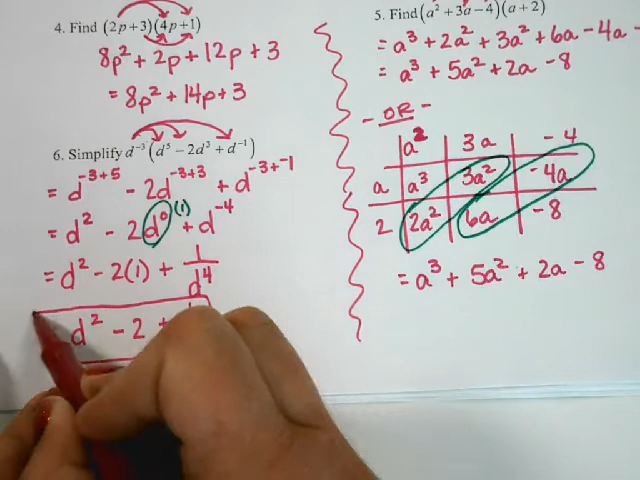 4. Find (2p+3)(4p+1)
8p² + 2p + 12p + 3
= 8p² + 14p + 3
6. Simplify d⁻³(d⁵ − 2d³ + d⁻¹)
= d⁻³⁺⁵ − 2d⁻³⁺³ + d⁻³⁺⁻¹
= d² − 2d⁰ (1) + d⁻⁴
= d² − 2(1) + 1/d⁴
d² − 2 +
5. Find (a² + 3a − 4)(a + 2)
= a³ + 2a² + 3a² + 6a − 4a −
= a³ + 5a² + 2a − 8
- OR -
a² 3a −4
a a³ 3a² −4a
2 2a² 6a −8
= a³ + 5a² + 2a − 8